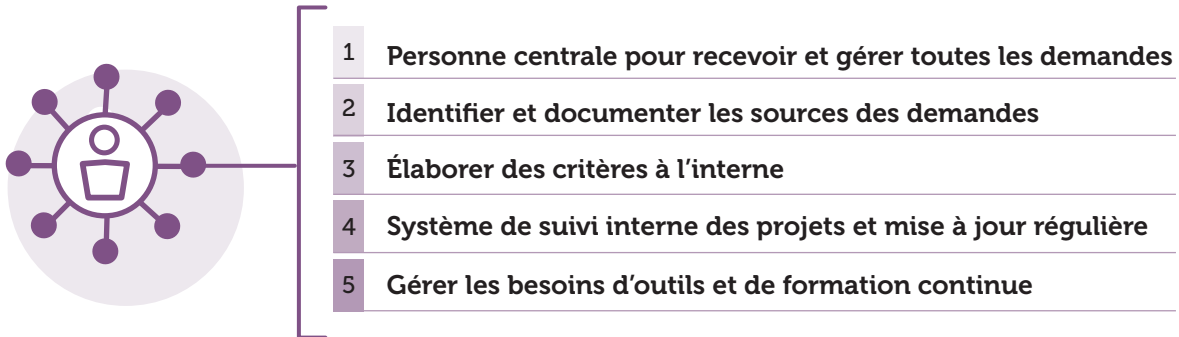 1 Personne centrale pour recevoir et gérer toutes les demandes
2 Identifier et documenter les sources des demandes
3 Élaborer des critères à l’interne
4 Système de suivi interne des projets et mise à jour régulière
5 Gérer les besoins d’outils et de formation continue